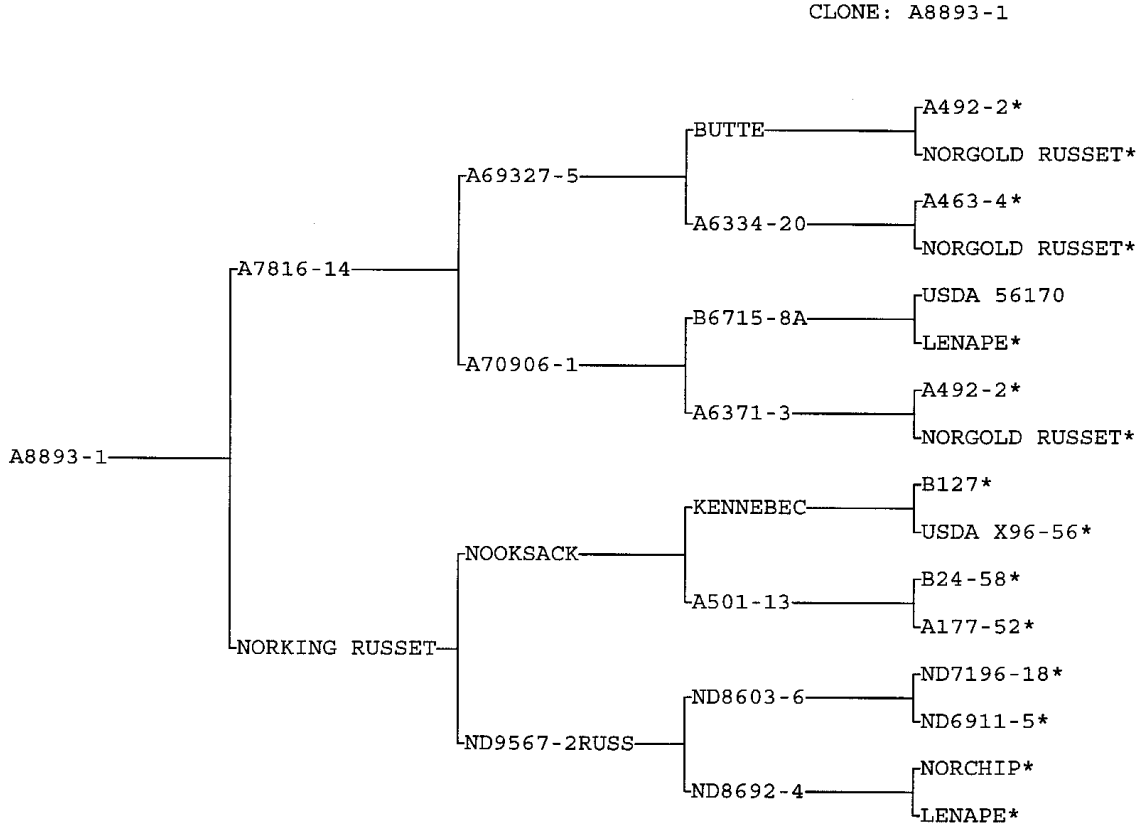 CLONE: A8893-1
A492-2*
BUTTE
NORGOLD RUSSET*
A69327-5
A463-4*
A6334-20
NORGOLD RUSSET*
A7816-14
USDA 56170
B6715-8A
LENAPE*
A70906-1
A492-2*
A6371-3
NORGOLD RUSSET*
A8893-1
B127*
KENNEBEC
USDA X96-56*
NOOKSACK
B24-58*
A501-13
A177-52*
NORKING RUSSET
ND7196-18*
ND8603-6
ND6911-5*
ND9567-2RUSS
NORCHIP*
ND8692-4
LENAPE*